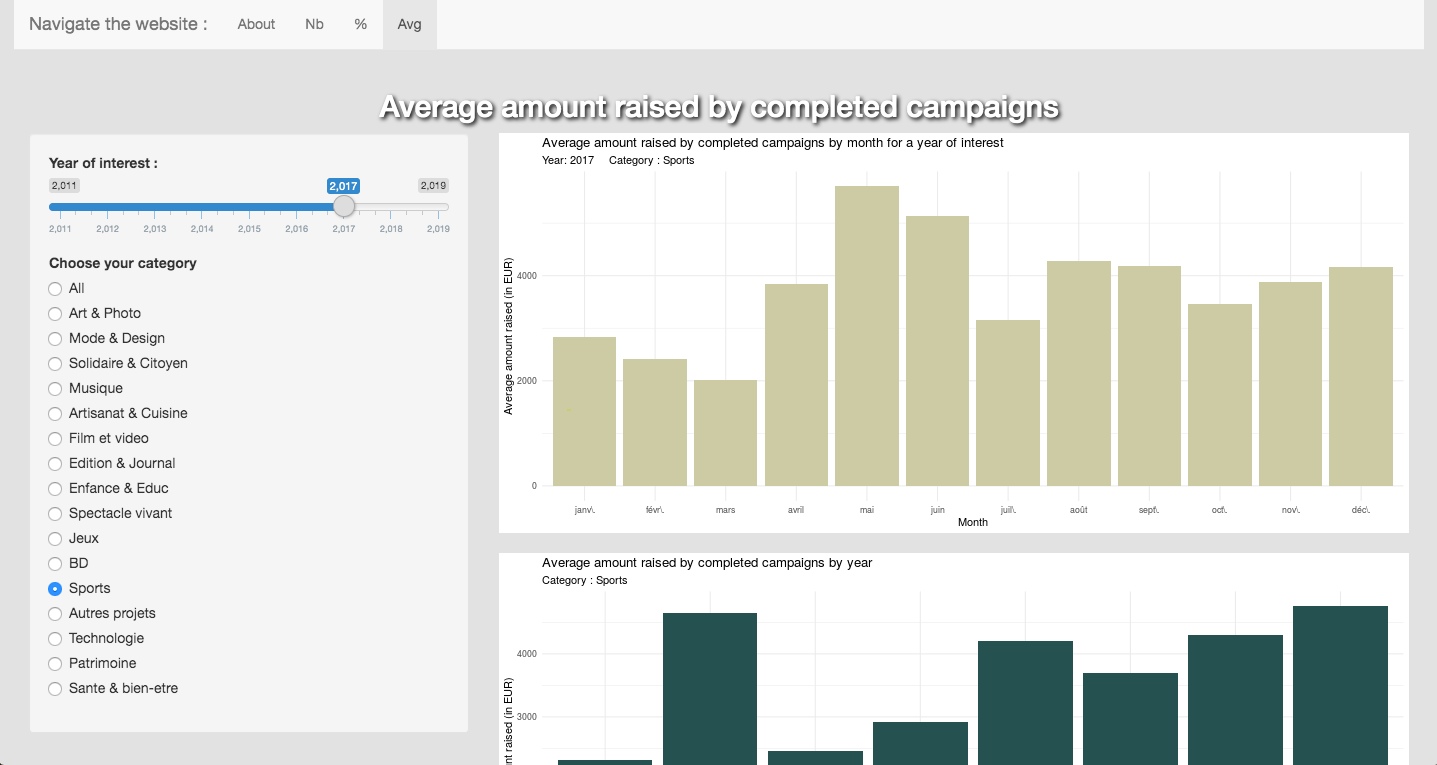 Navigate the website : About Nb % Avg
Average amount raised by completed campaigns
Year of interest :
2,011 2,017 2,019
2,011 2,012 2,013 2,014 2,015 2,016 2,017 2,018 2,019
Choose your category
All
Art & Photo
Mode & Design
Solidaire & Citoyen
Musique
Artisanat & Cuisine
Film et video
Edition & Journal
Enfance & Educ
Spectacle vivant
Jeux
BD
Sports
Autres projets
Technologie
Patrimoine
Sante & bien-etre
Average amount raised by completed campaigns by month for a year of interest
Year: 2017 Category : Sports
Average amount raised (in EUR)
4000
2000
0
janv\. févr\. mars avril mai juin juil\. août sept\. oct\. nov\. déc\.
Month
Average amount raised by completed campaigns by year
Category : Sports
4000
3000
nt raised (in EUR)